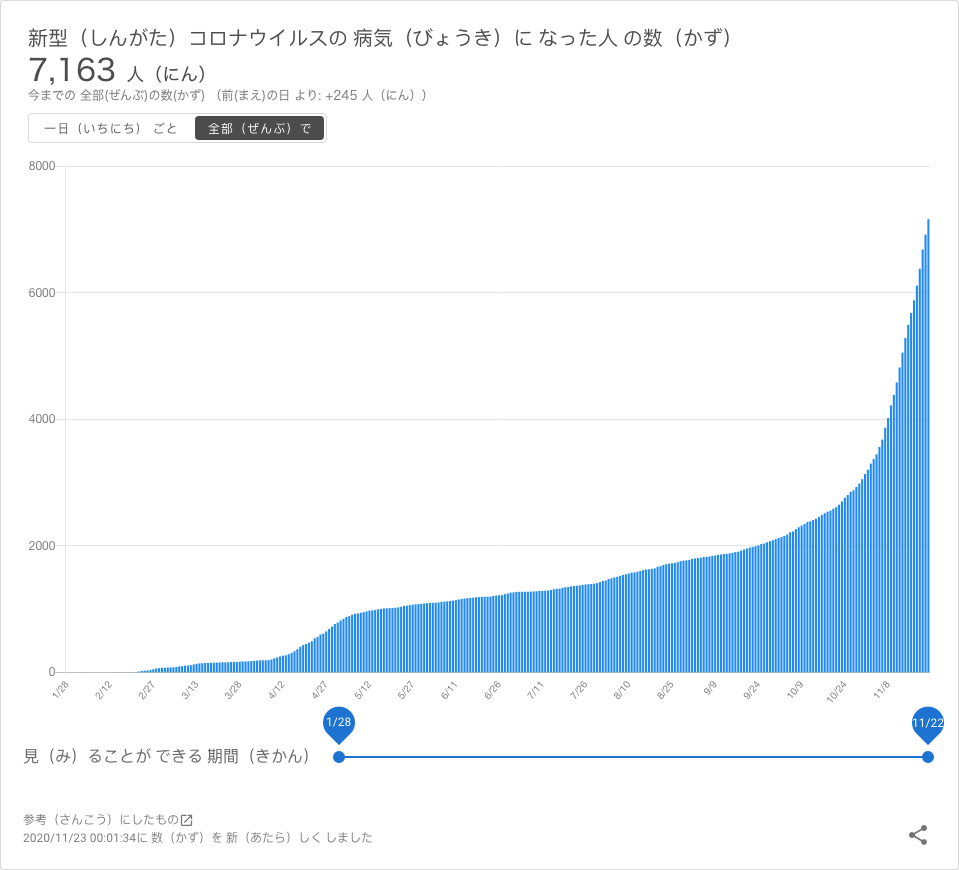 新型（しんがた）コロナウイルスの 病気（びょうき）に なった人 の数（かず）
7,163 人（にん）
今までの 全部(ぜんぶ)の数(かず) （前(まえ)の日 より: +245 人（にん））
一日（いちにち） ごと 全部（ぜんぶ）で
8000
6000
4000
2000
0
1/28 2/12 2/27 3/13 3/28 4/12 4/27 5/12 5/27 6/11 6/26 7/11 7/26 8/10 8/25 9/9 9/24 10/9 10/24 11/8
1/28 11/22
見（み）ることが できる 期間（きかん）
参考（さんこう）にしたもの
2020/11/23 00:01:34に 数（かず）を 新（あたら）しく しました